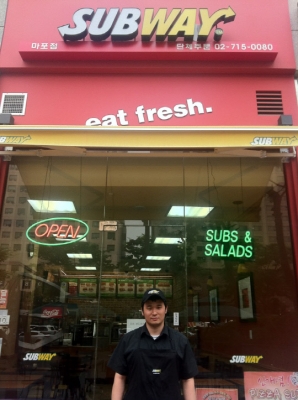 SUBWAY
마포점 단체주문 02-715-0080
eat fresh.
SUBWAY SUBWAY
OPEN
SUBS &
SALADS
SUBWAY SUBWAY